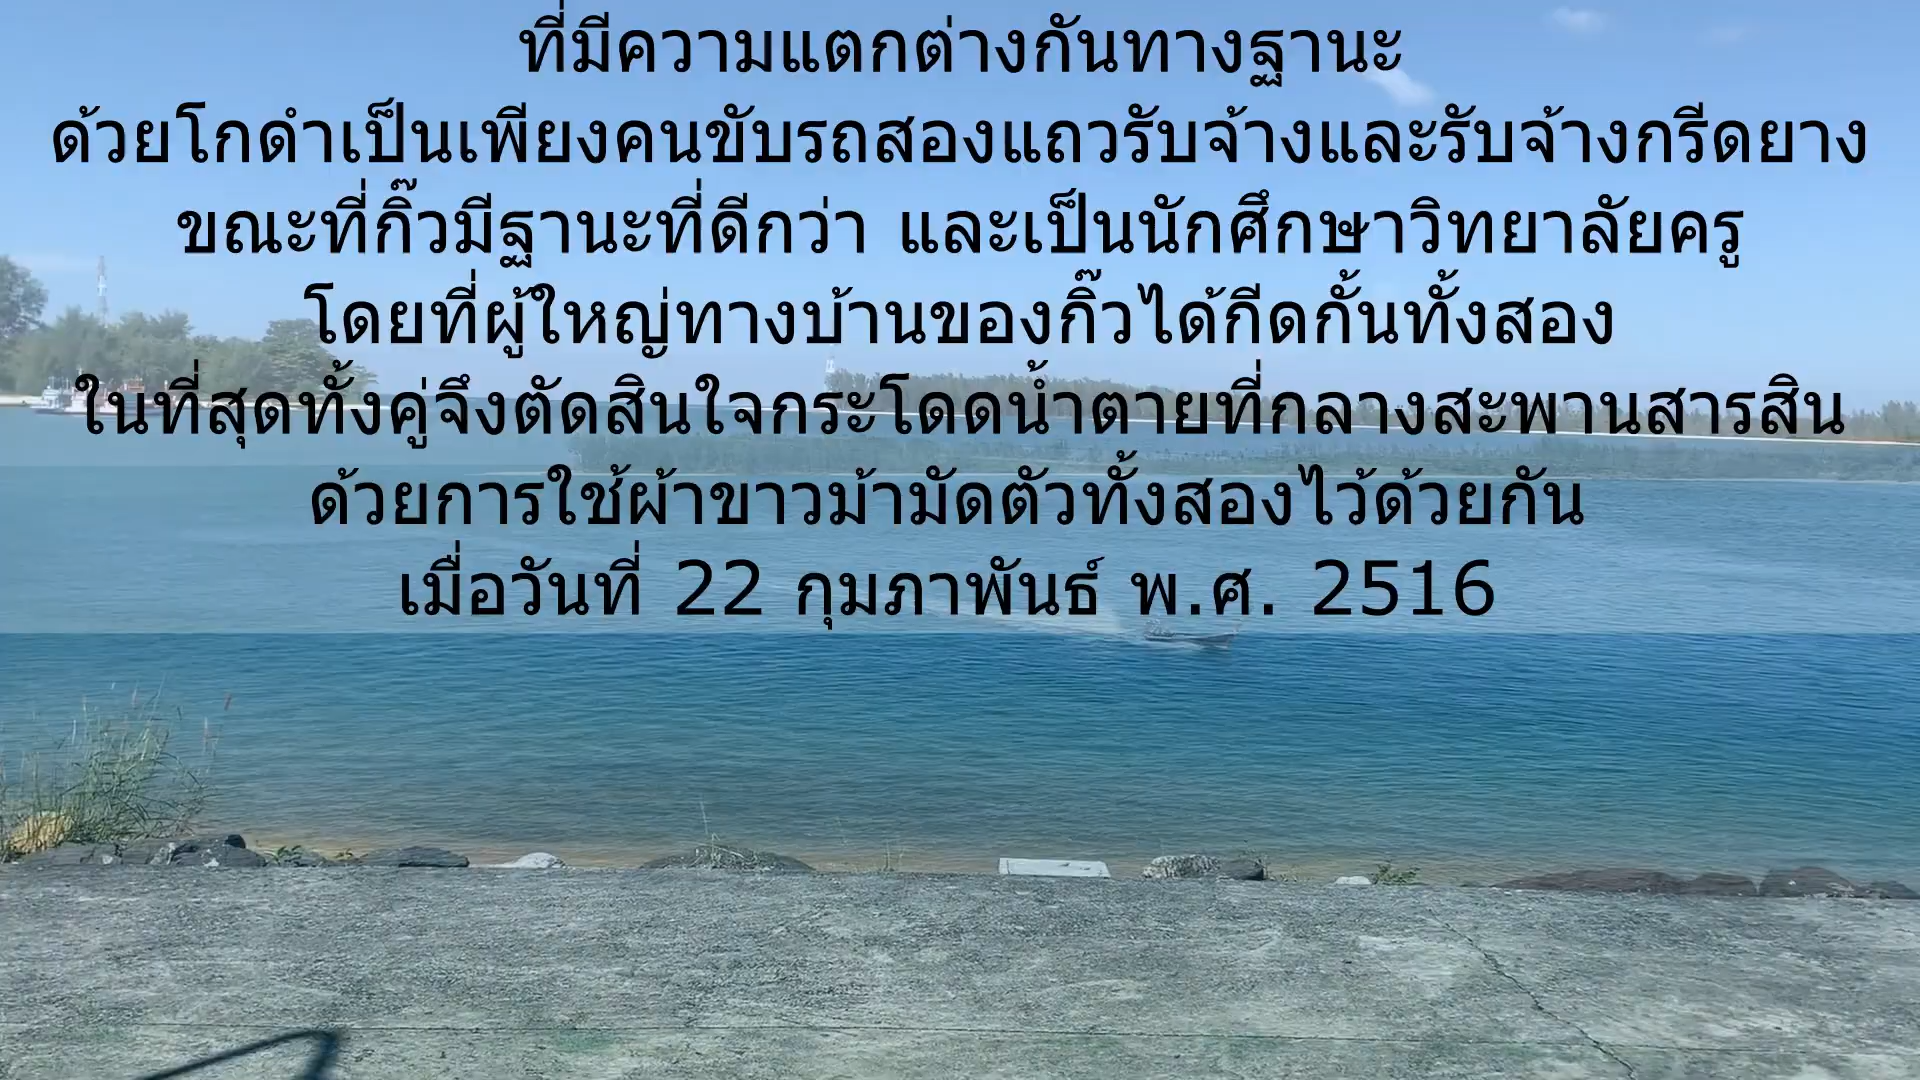 ที่มีความแตกต่างกันทางฐานะ
ด้วยโกดำเป็นเพียงคนขับรถสองแถวรับจ้างและรับจ้างกรีดยาง
ขณะที่กิ๊วมีฐานะที่ดีกว่า และเป็นนักศึกษาวิทยาลัยครู
โดยที่ผู้ใหญ่ทางบ้านของกิ๊วได้กีดกั้นทั้งสอง
ในที่สุดทั้งคู่จึงตัดสินใจกระโดดน้ำตายที่กลางสะพานสารสิน
ด้วยการใช้ผ้าขาวม้ามัดตัวทั้งสองไว้ด้วยกัน
เมื่อวันที่ 22 กุมภาพันธ์ พ.ศ. 2516